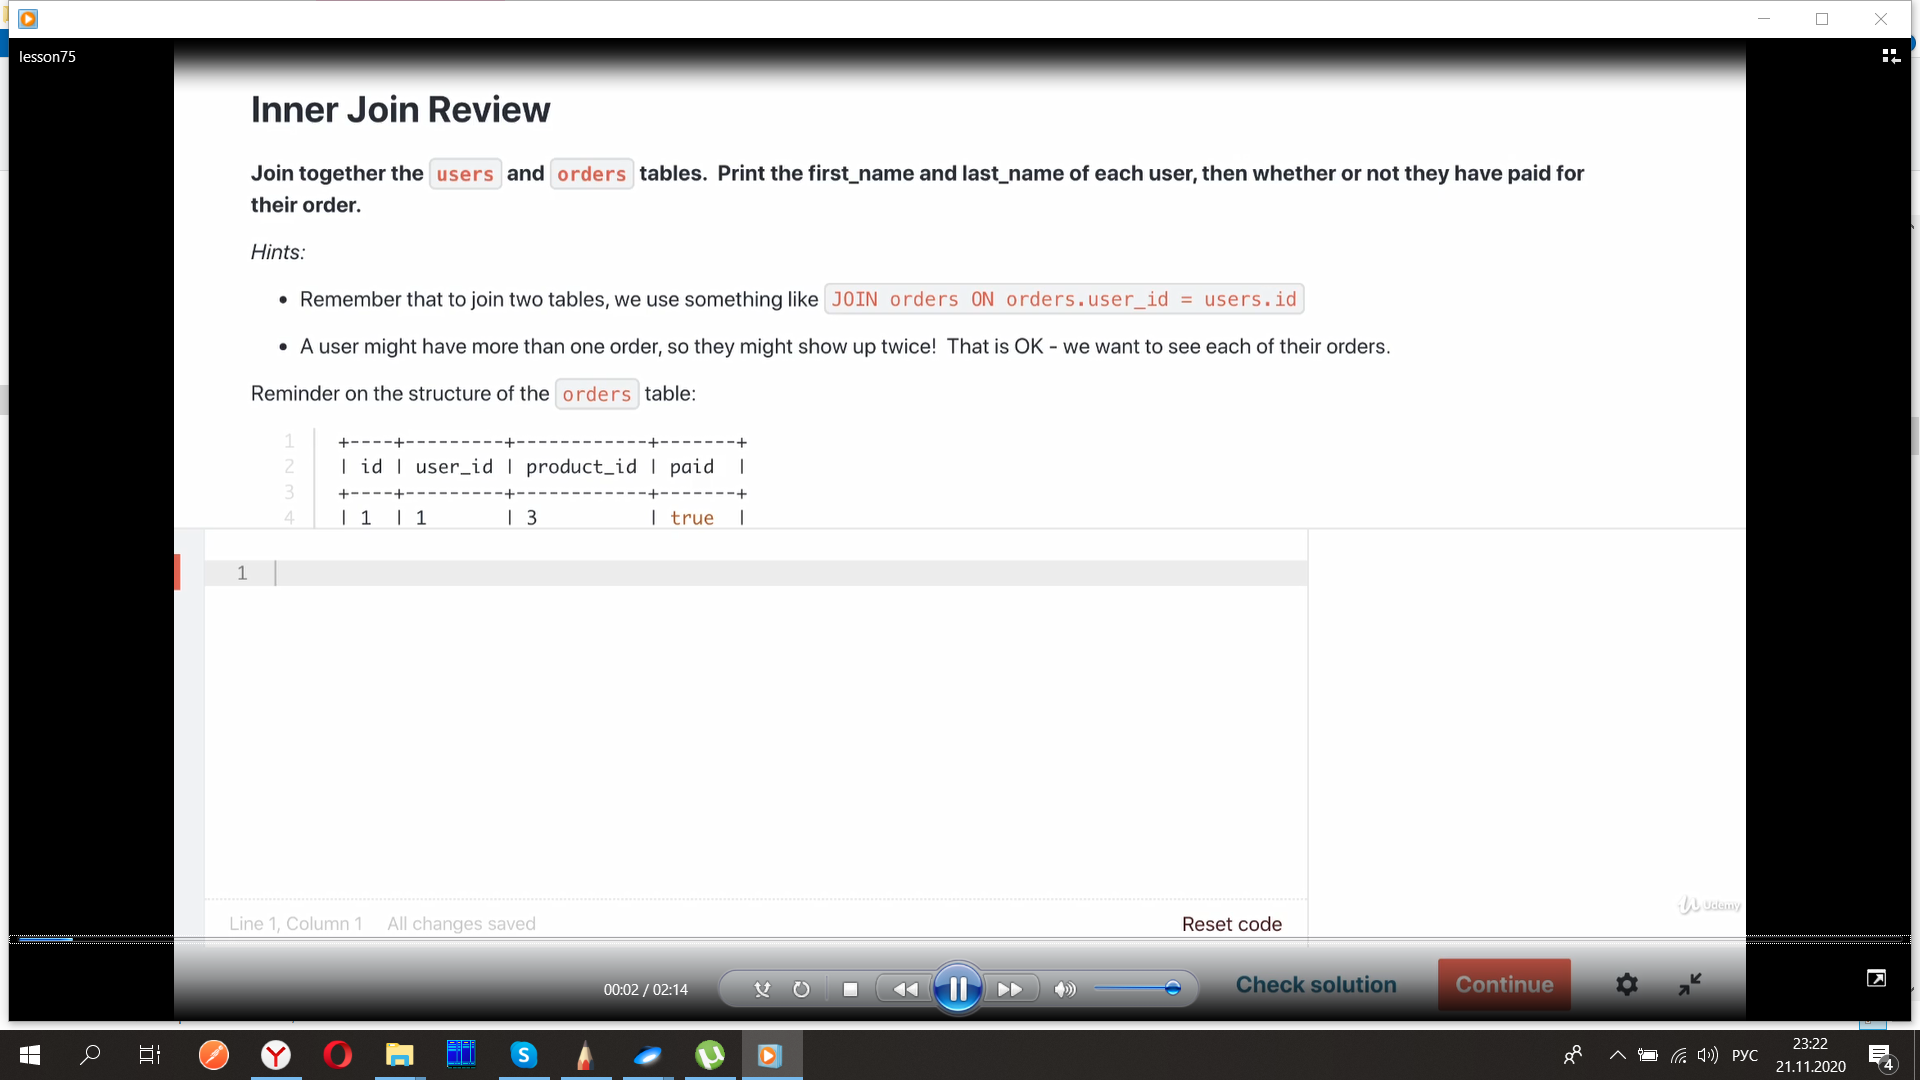 lesson75
Inner Join Review
Join together the users and orders tables. Print the first_name and last_name of each user, then whether or not they have paid for
their order.
Hints:
• Remember that to join two tables, we use something like JOIN orders ON orders.user_id = users.id
• A user might have more than one order, so they might show up twice! That is OK - we want to see each of their orders.
Reminder on the structure of the orders table:
1 +----+---------+------------+-------+
2 | id | user_id | product_id | paid  |
3 +----+---------+------------+-------+
4 | 1  | 1       | 3          | true  |
1
Udemy
Line 1, Column 1 All changes saved Reset code
00:02 / 02:14 Check solution Continue
РУС 23:22
21.11.2020 4